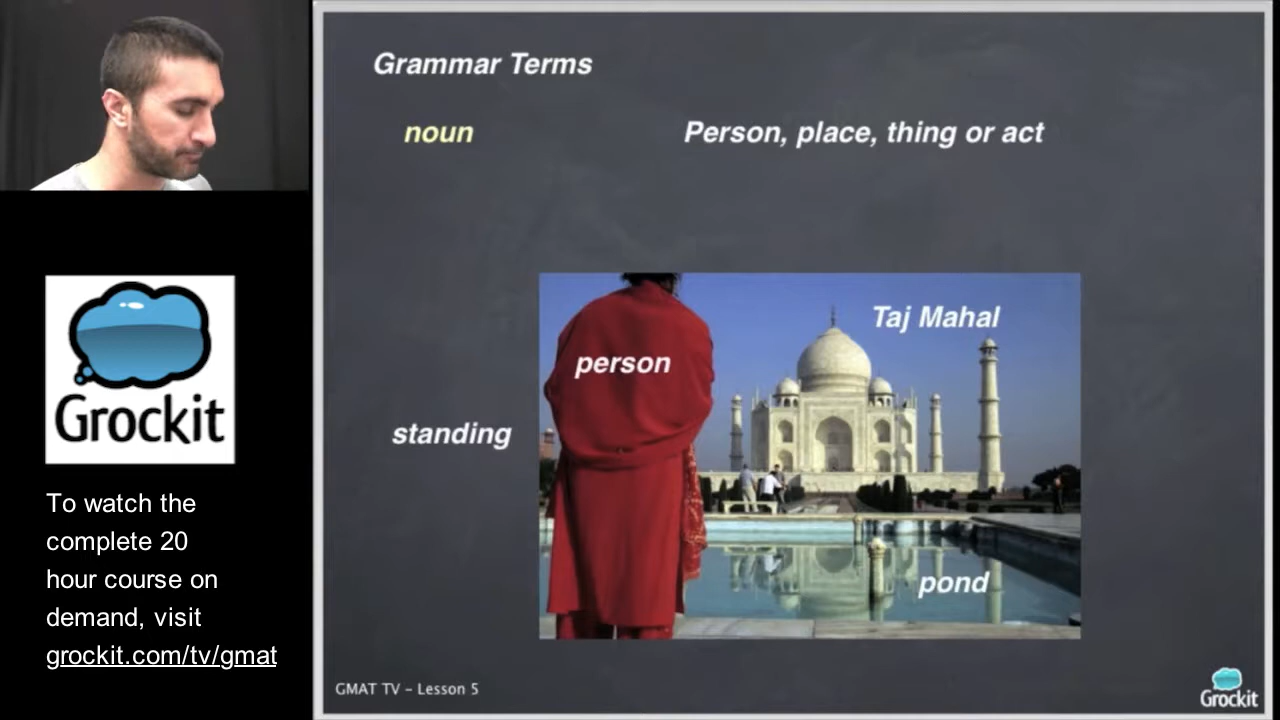 Grammar Terms
noun
Person, place, thing or act
Taj Mahal
person
standing
pond
GMAT TV – Lesson 5
Grockit
Grockit
To watch the
complete 20
hour course on
demand, visit
grockit.com/tv/gmat